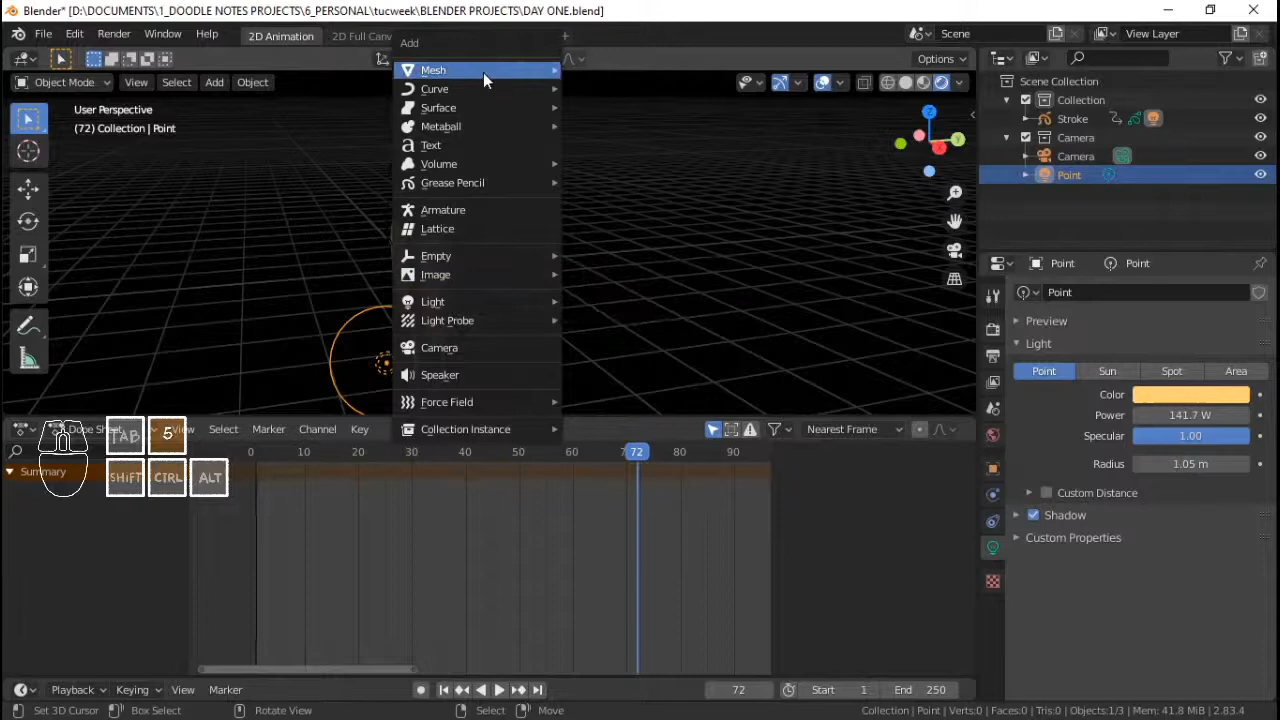 Blender* [D:\DOCUMENTS\1_DOODLE NOTES PROJECTS\6_PERSONAL\tucweek\BLENDER PROJECTS\DAY ONE.blend]
File Edit Render Window Help 2D Animation 2D Full Canv Scene View Layer
Options
Object Mode View Select Add Object
User Perspective
(72) Collection | Point
Add
Mesh
Curve
Surface
Metaball
Text
Volume
Grease Pencil
Armature
Lattice
Empty
Image
Light
Light Probe
Camera
Speaker
Force Field
Collection Instance
X
Y
Z
Scene Collection
Collection
Stroke
Camera
Camera
Point
Point Point
Point
Preview
Light
Point Sun Spot Area
Color
Power 141.7 W
Specular 1.00
Radius 1.05 m
Custom Distance
Shadow
Custom Properties
Select Marker Channel Key Nearest Frame
TAB 5
SHiFT CTRL ALT
0 10 20 30 40 50 60 7 72 80 90
Summary
Playback Keying View Marker 72 Start 1 End 250
Set 3D Cursor Box Select Rotate View Select Move Collection | Point | Verts:0 | Faces:0 | Tris:0 | Objects:1/3 | Mem: 41.8 MiB | 2.83.4